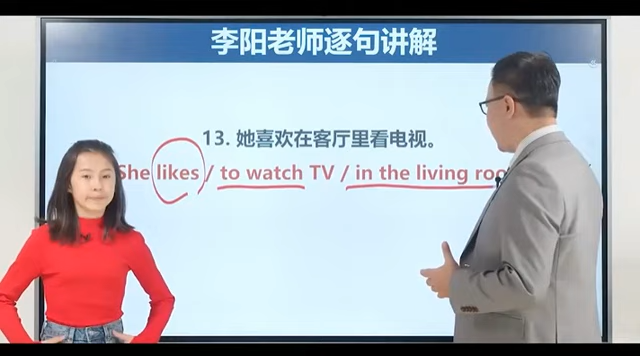 李阳老师逐句讲解
13. 她喜欢在客厅里看电视。
She likes / to watch TV / in the living